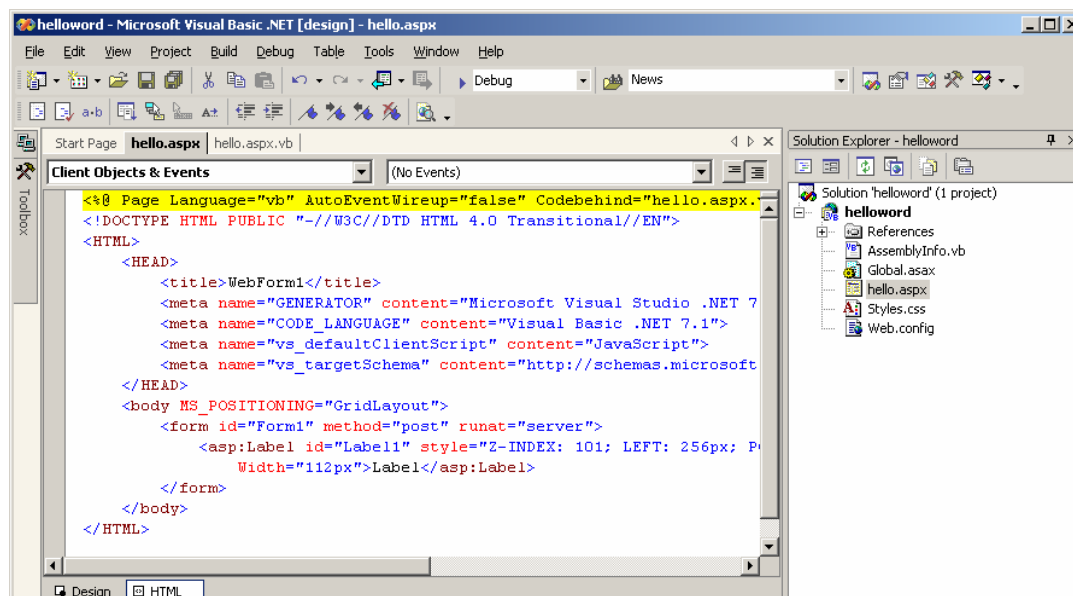 helloword - Microsoft Visual Basic .NET [design] - hello.aspx
File Edit View Project Build Debug Table Tools Window Help
Debug News
a·b A±
Start Page hello.aspx hello.aspx.vb
Solution Explorer - helloword
Toolbox
Client Objects & Events (No Events)
<%@ Page Language="vb" AutoEventWireup="false" Codebehind="hello.aspx.
<!DOCTYPE HTML PUBLIC "-//W3C//DTD HTML 4.0 Transitional//EN">
<HTML>
<HEAD>
<title>WebForm1</title>
<meta name="GENERATOR" content="Microsoft Visual Studio .NET 7
<meta name="CODE_LANGUAGE" content="Visual Basic .NET 7.1">
<meta name="vs_defaultClientScript" content="JavaScript">
<meta name="vs_targetSchema" content="http://schemas.microsoft
</HEAD>
<body MS_POSITIONING="GridLayout">
<form id="Form1" method="post" runat="server">
<asp:Label id="Label1" style="Z-INDEX: 101; LEFT: 256px; P
Width="112px">Label</asp:Label>
</form>
</body>
</HTML>
Design HTML
Solution 'helloword' (1 project)
helloword
References
AssemblyInfo.vb
Global.asax
hello.aspx
Styles.css
Web.config